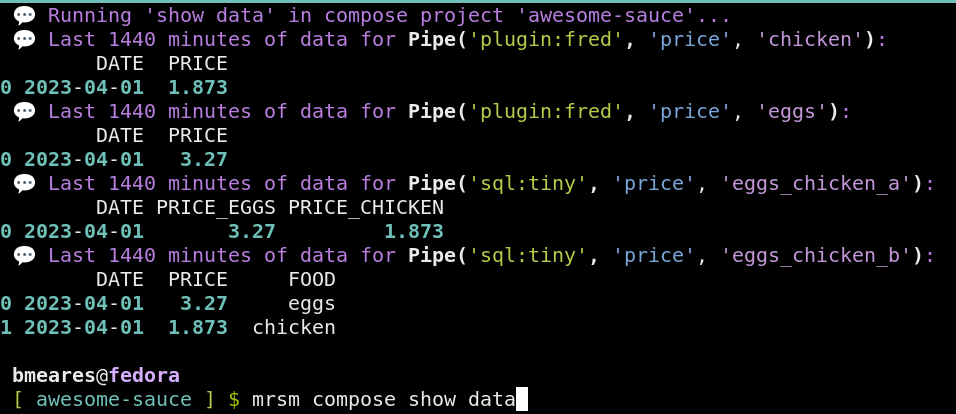 Running 'show data' in compose project 'awesome-sauce'...
Last 1440 minutes of data for Pipe('plugin:fred', 'price', 'chicken'):
DATE PRICE
0 2023-04-01 1.873
Last 1440 minutes of data for Pipe('plugin:fred', 'price', 'eggs'):
DATE PRICE
0 2023-04-01 3.27
Last 1440 minutes of data for Pipe('sql:tiny', 'price', 'eggs_chicken_a'):
DATE PRICE_EGGS PRICE_CHICKEN
0 2023-04-01 3.27 1.873
Last 1440 minutes of data for Pipe('sql:tiny', 'price', 'eggs_chicken_b'):
DATE PRICE FOOD
0 2023-04-01 3.27 eggs
1 2023-04-01 1.873 chicken
bmeares@fedora
[ awesome-sauce ] $ mrsm compose show data